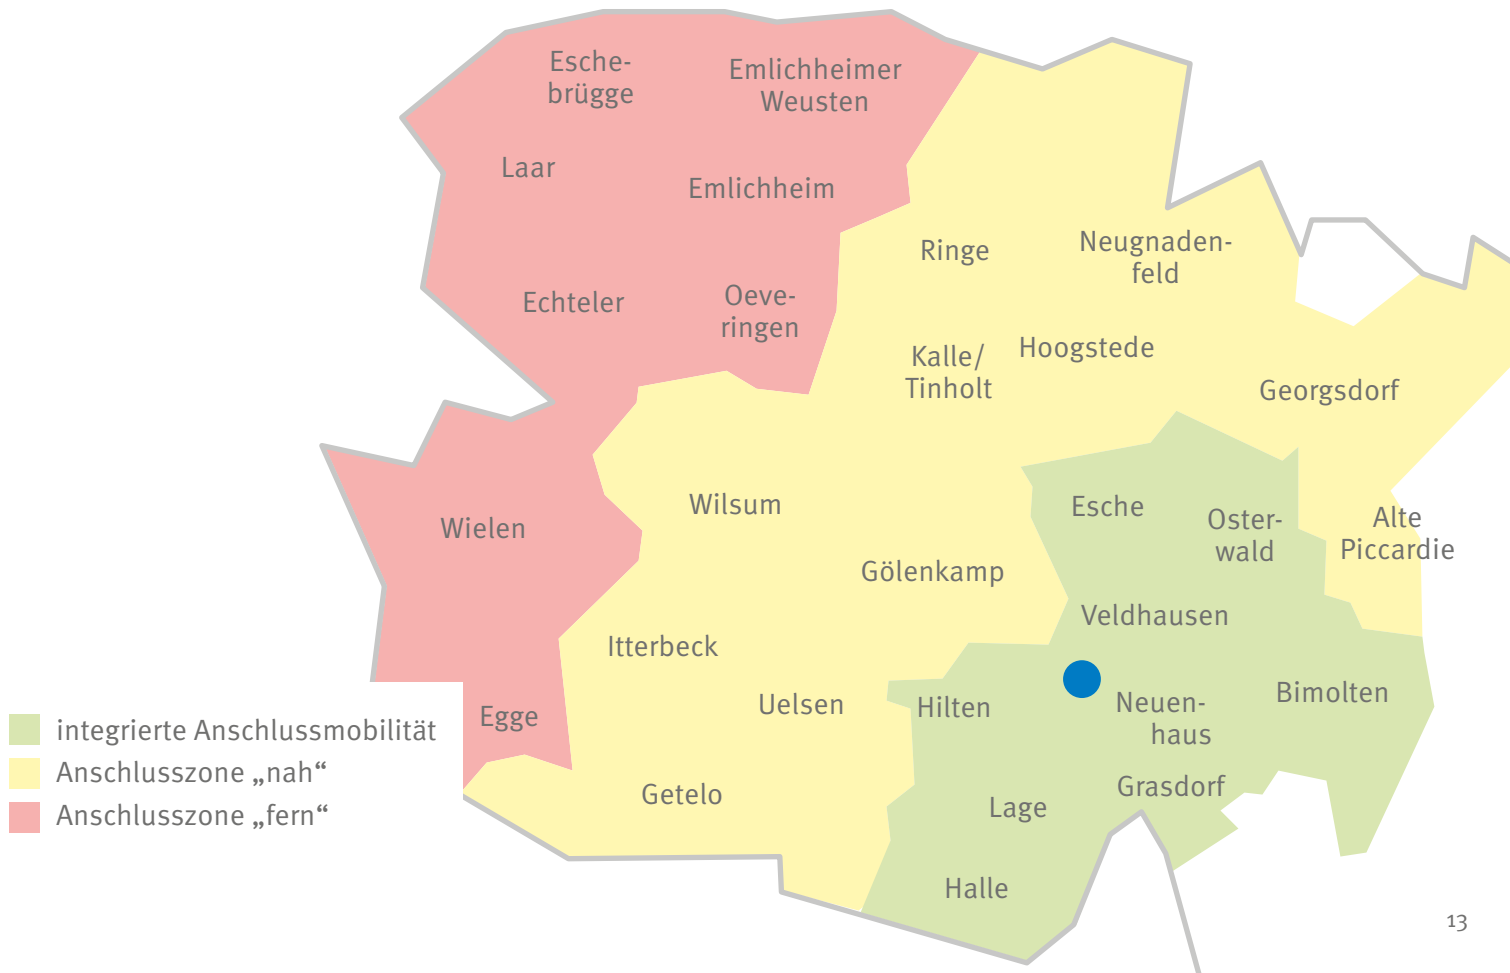 Esche-
brügge
Emlichheimer
Weusten
Laar
Emlichheim
Ringe
Neugnaden-
feld
Echteler
Oeve-
ringen
Kalle/
Tinholt
Hoogstede
Georgsdorf
Wilsum
Esche
Oster-
wald
Alte
Piccardie
Wielen
Gölenkamp
Veldhausen
Itterbeck
Uelsen
Hilten
Neuen-
haus
Bimolten
Egge
Getelo
Lage
Grasdorf
Halle
integrierte Anschlussmobilität
Anschlusszone „nah“
Anschlusszone „fern“
13